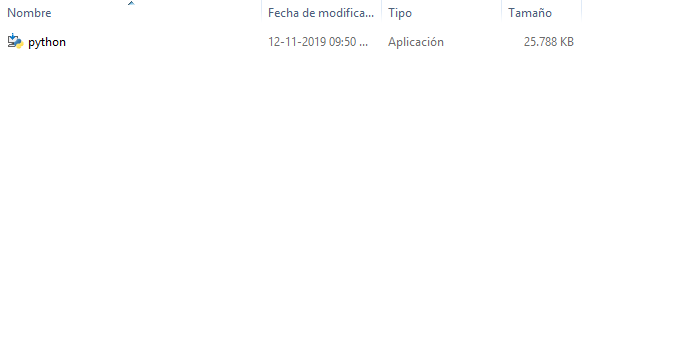 Nombre Fecha de modifica... Tipo Tamaño
python 12-11-2019 09:50 ... Aplicación 25.788 KB